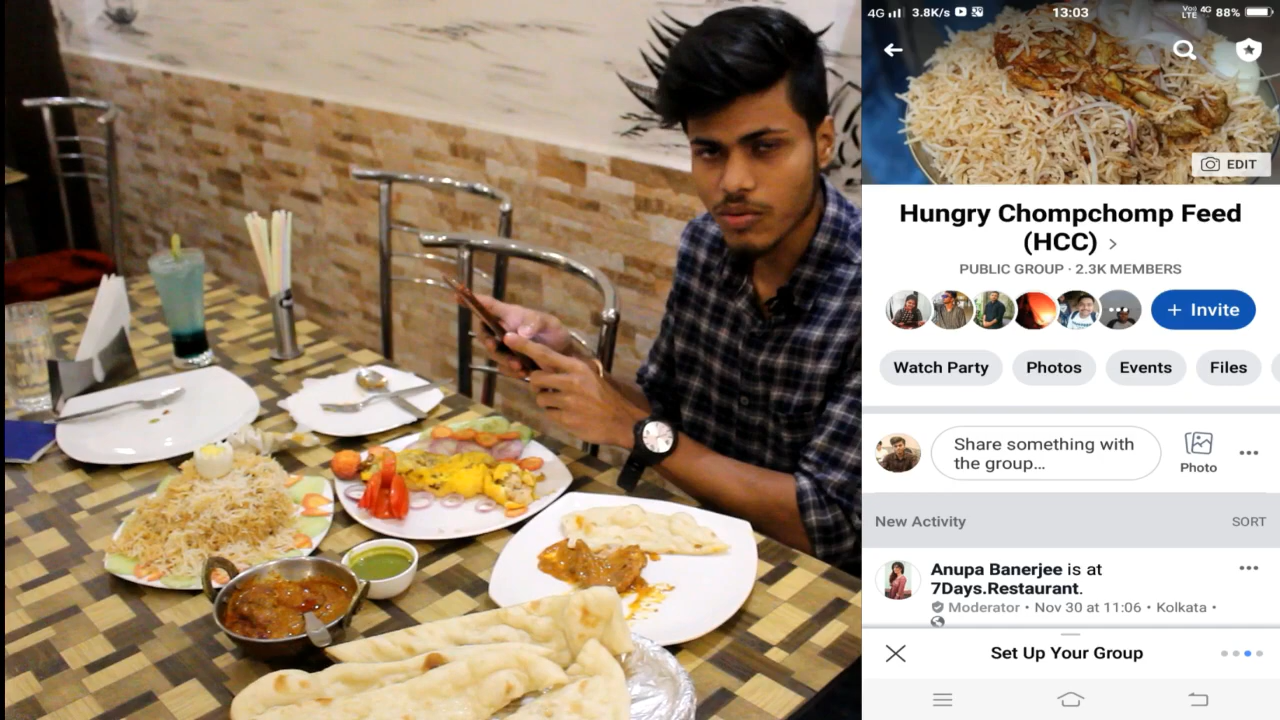 4G 3.8K/s 13:03 VoLTE 4G 88%
EDIT
Hungry Chompchomp Feed
(HCC) >
PUBLIC GROUP · 2.3K MEMBERS
+ Invite
Watch Party Photos Events Files
Share something with
the group...
Photo
New Activity SORT
Anupa Banerjee is at
7Days.Restaurant.
Moderator • Nov 30 at 11:06 • Kolkata •
Set Up Your Group